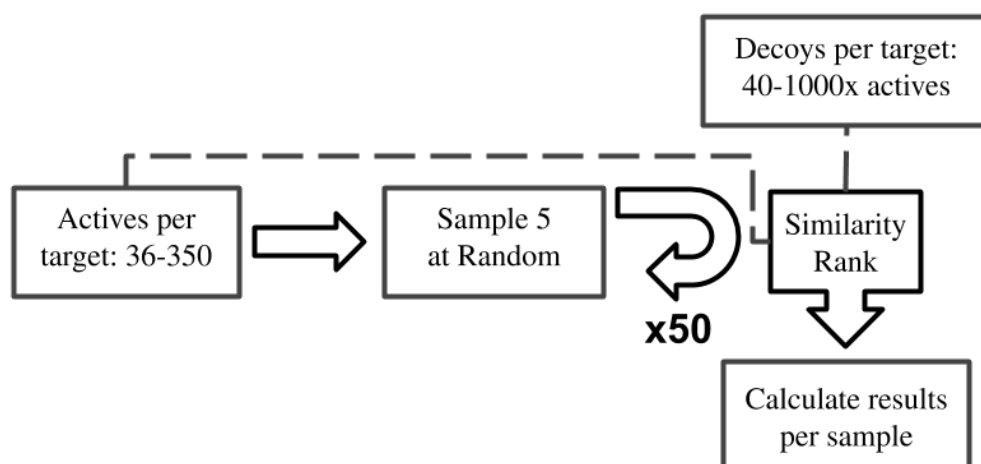 Decoys per target:
40-1000x actives
Actives per
target: 36-350
Sample 5
at Random
x50
Similarity
Rank
Calculate results
per sample